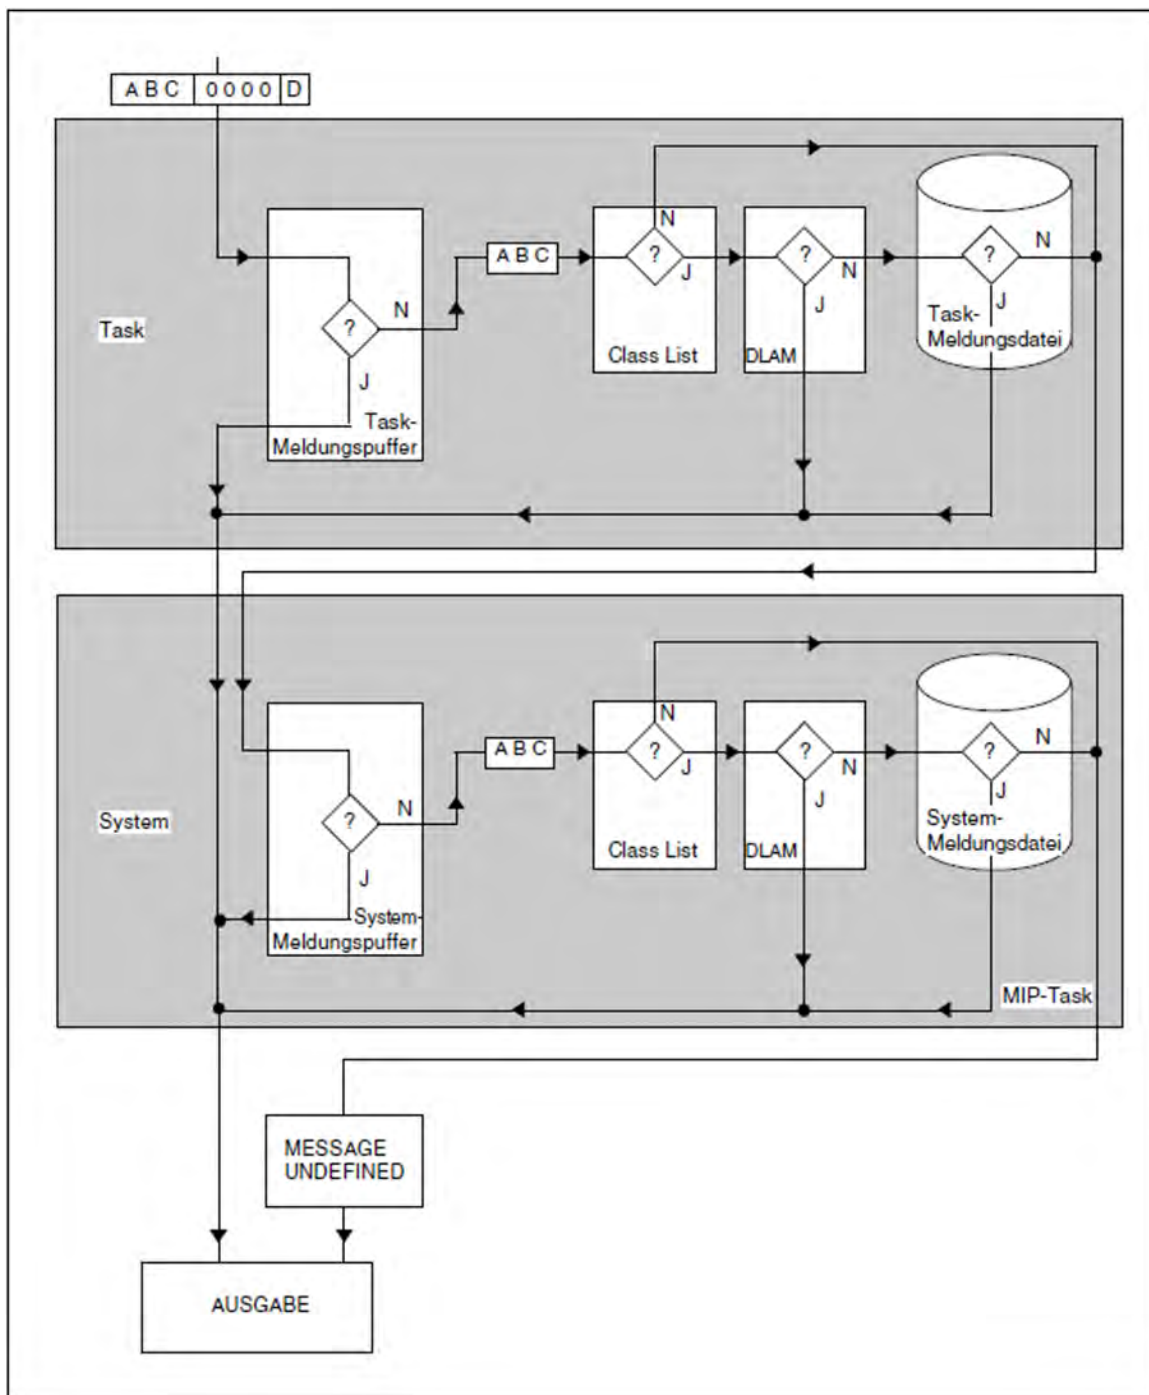 A B C 0 0 0 0 D
Task
?
N
J
Task-
Meldungspuffer
A B C
N
?
J
Class List
?
N
J
DLAM
?
N
J
Task-
Meldungsdatei
System
?
N
J
System-
Meldungspuffer
A B C
N
?
J
Class List
?
N
J
DLAM
?
N
J
System-
Meldungsdatei
MIP-Task
MESSAGE
UNDEFINED
AUSGABE